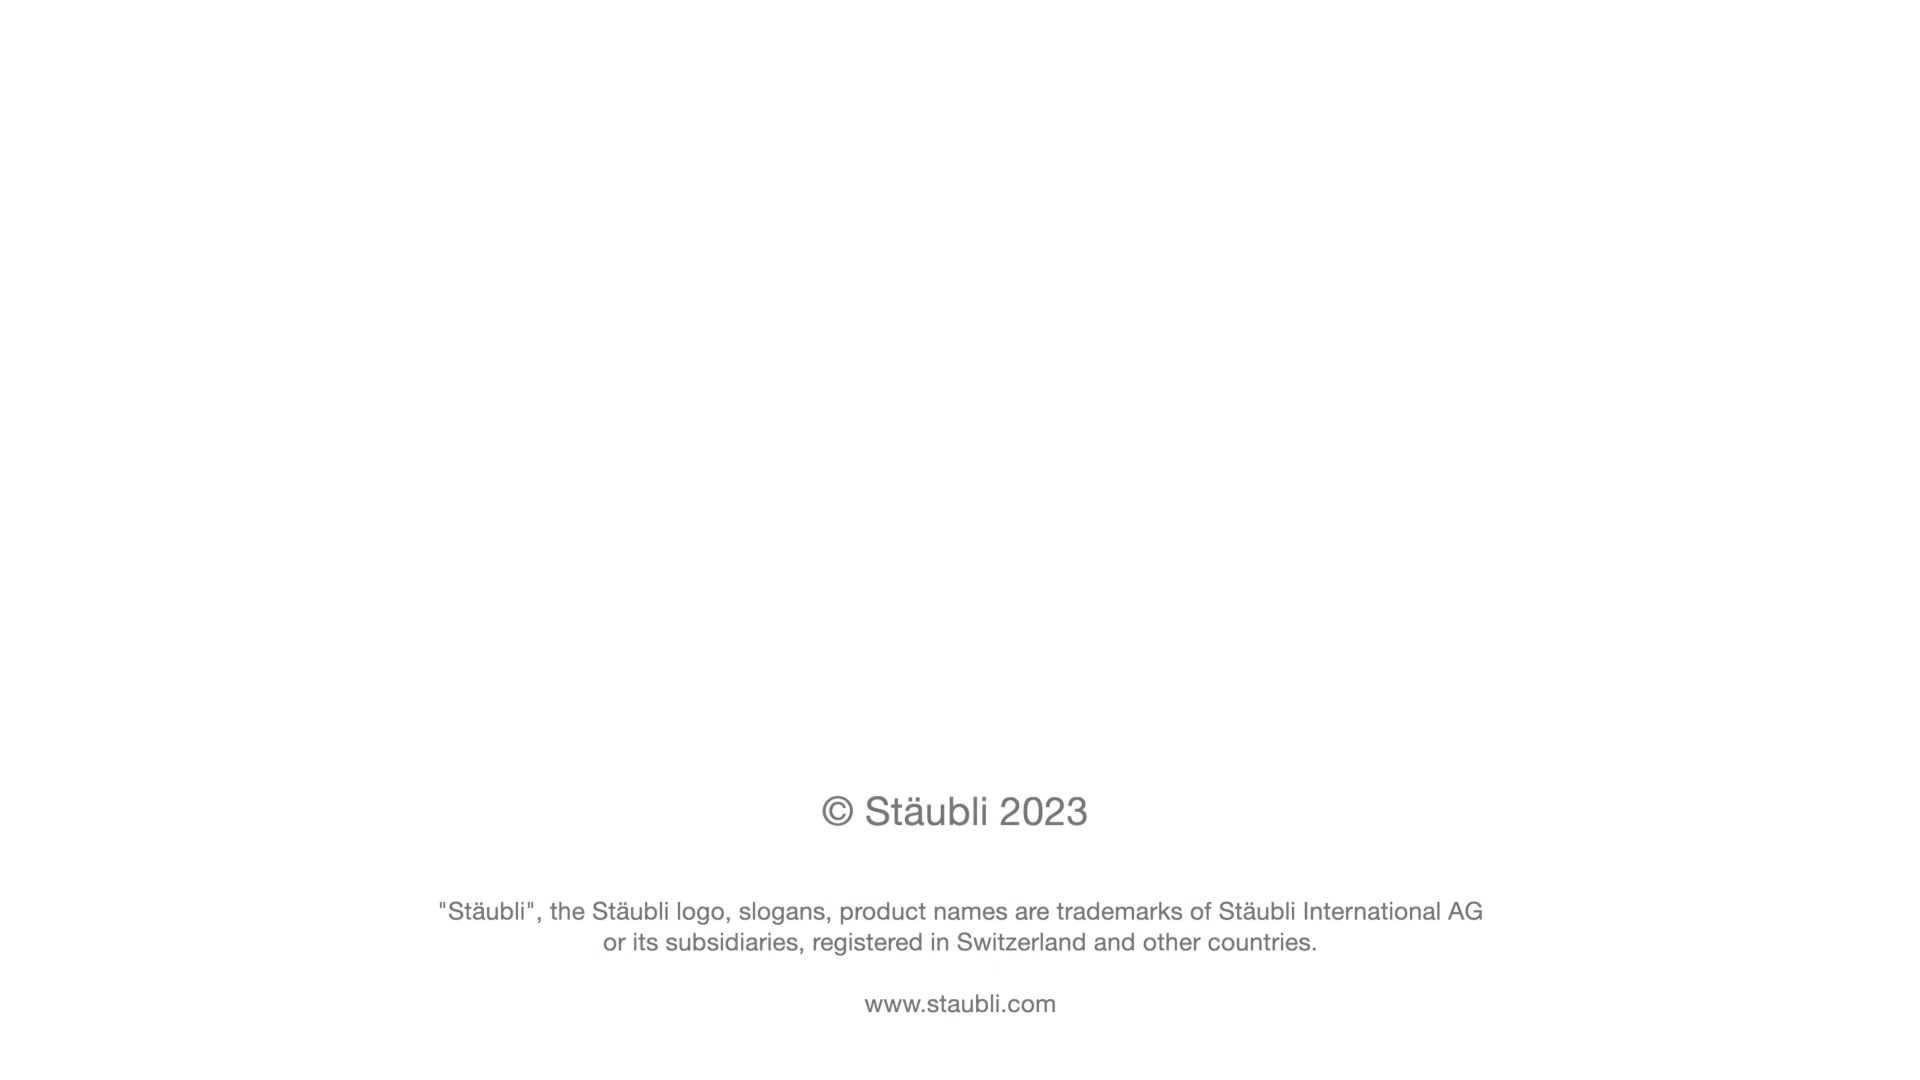 © Stäubli 2023
"Stäubli", the Stäubli logo, slogans, product names are trademarks of Stäubli International AG
or its subsidiaries, registered in Switzerland and other countries.
www.staubli.com